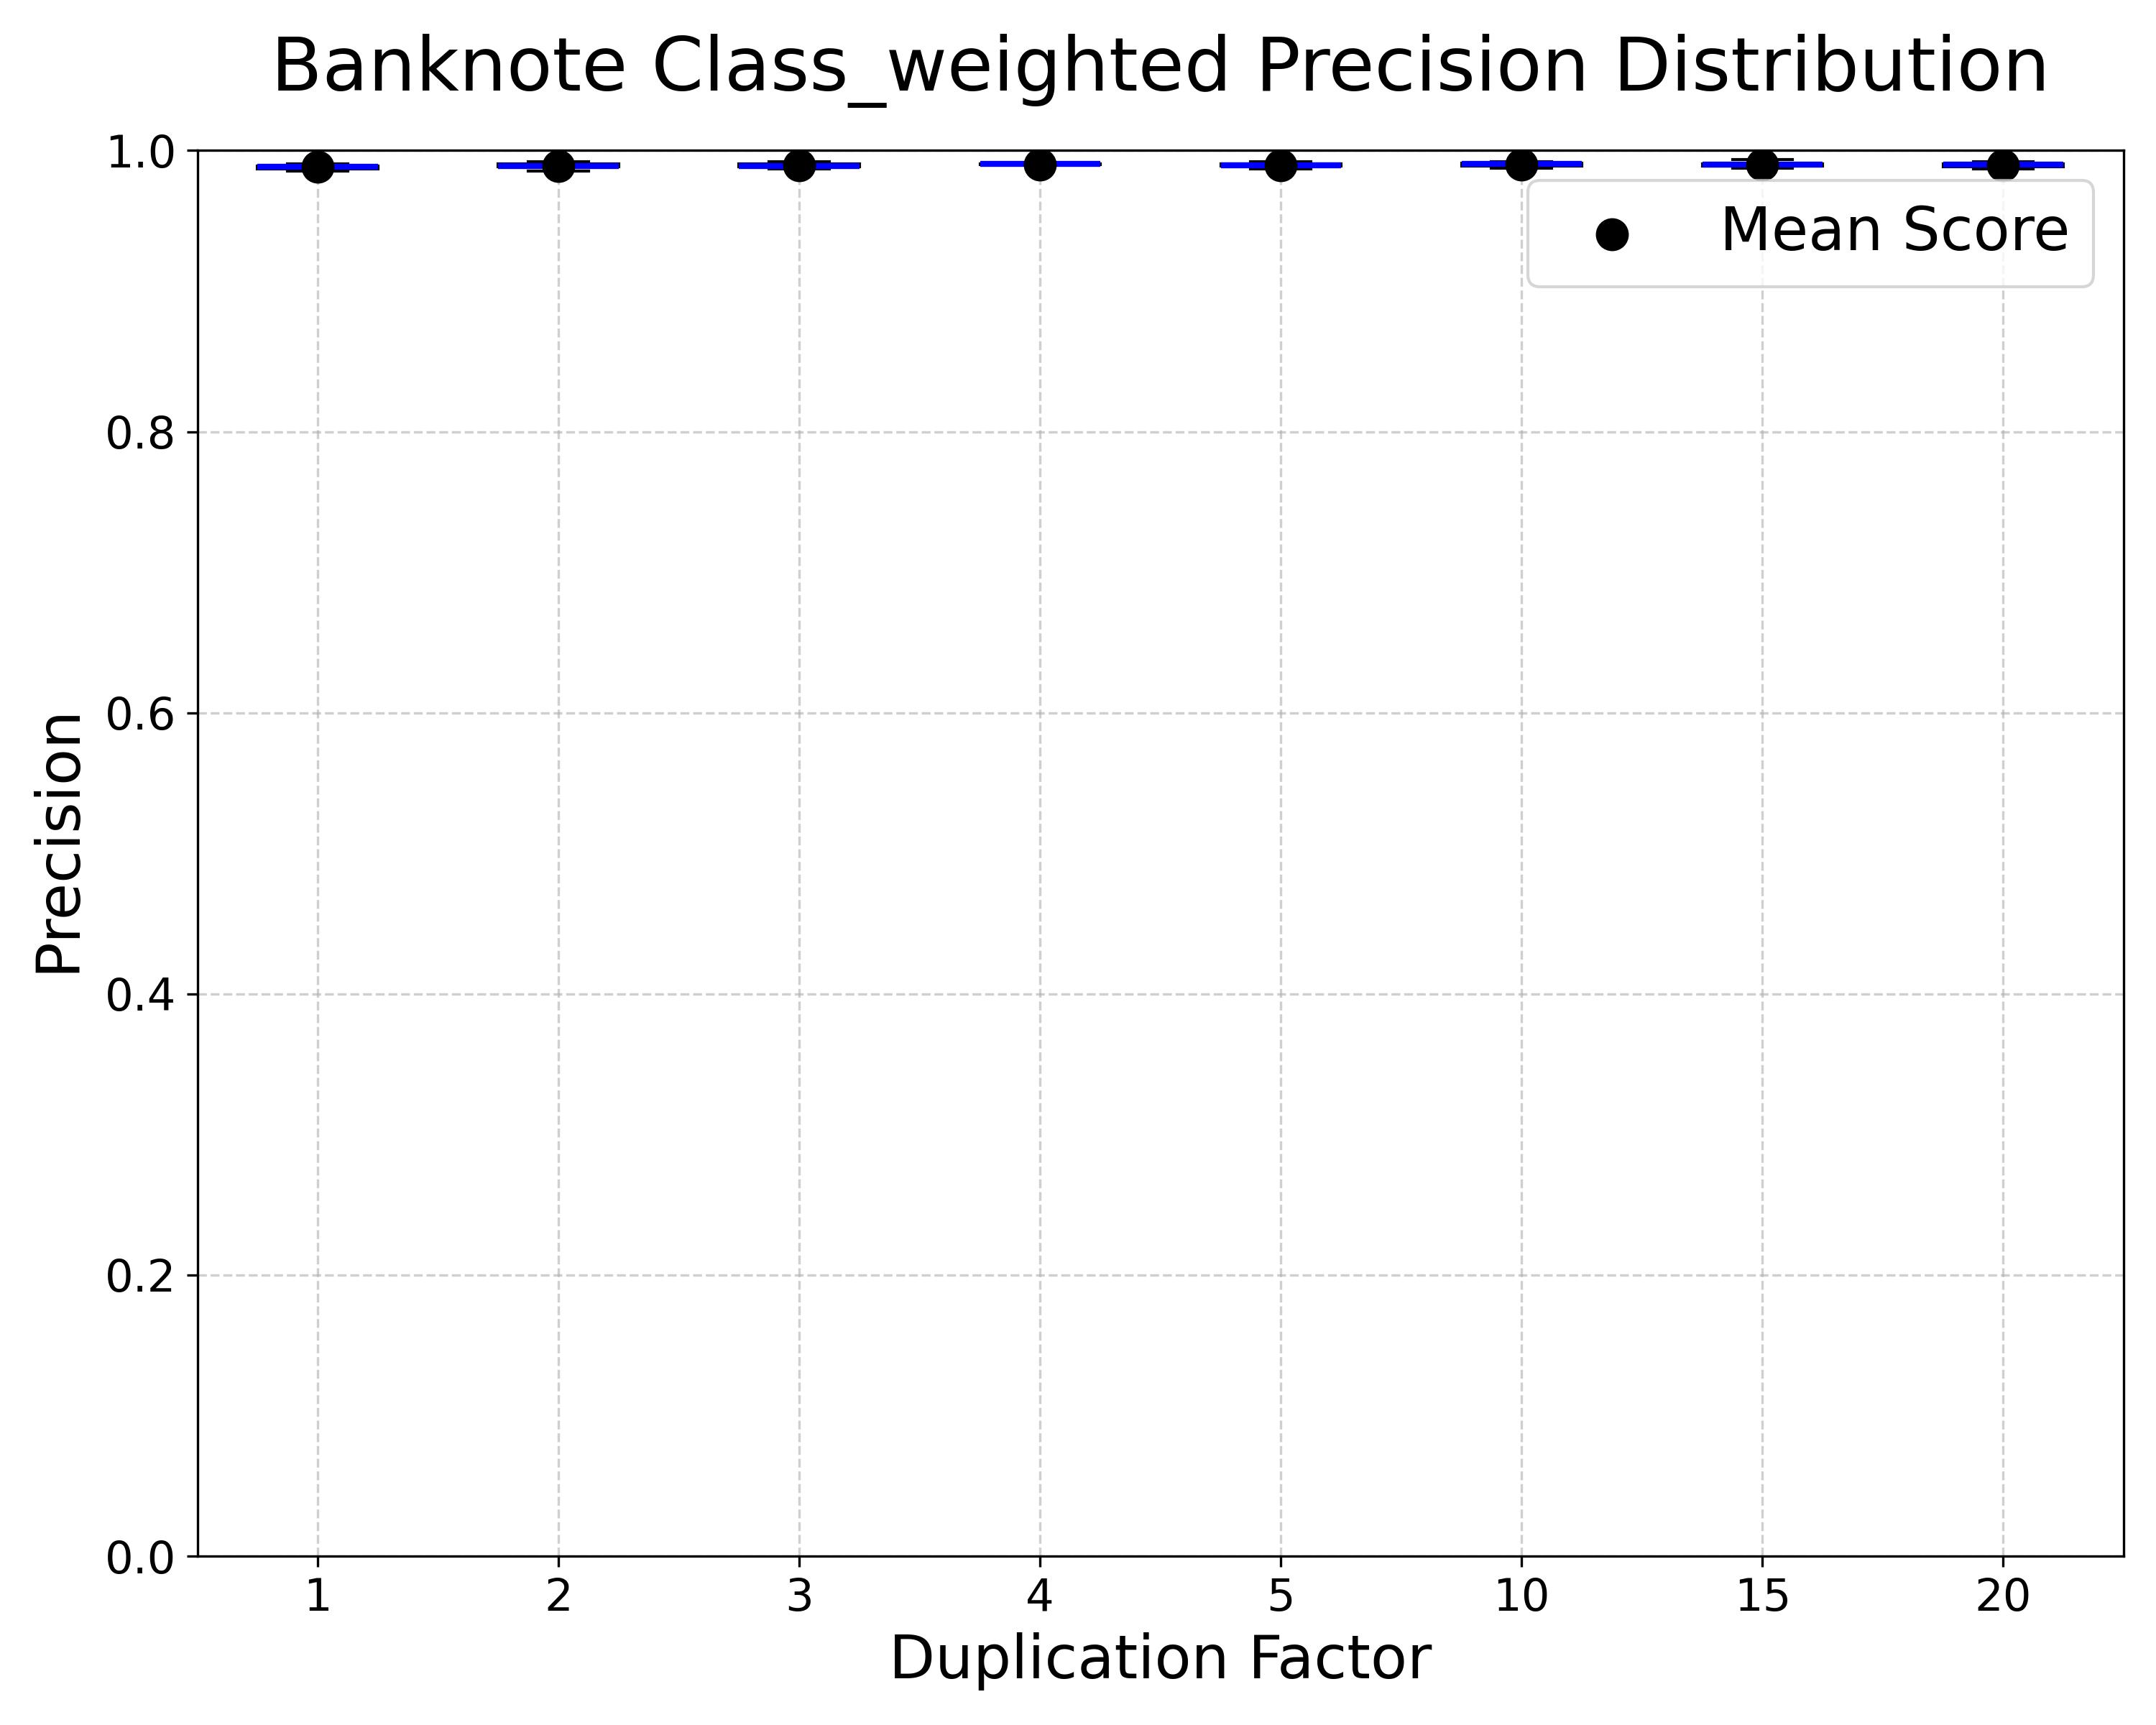 Banknote Class_weighted Precision Distribution
1.0
Mean Score
0.8
0.6
0.4
0.2
0.0
Precision
1 2 3 4 5 10 15 20
Duplication Factor